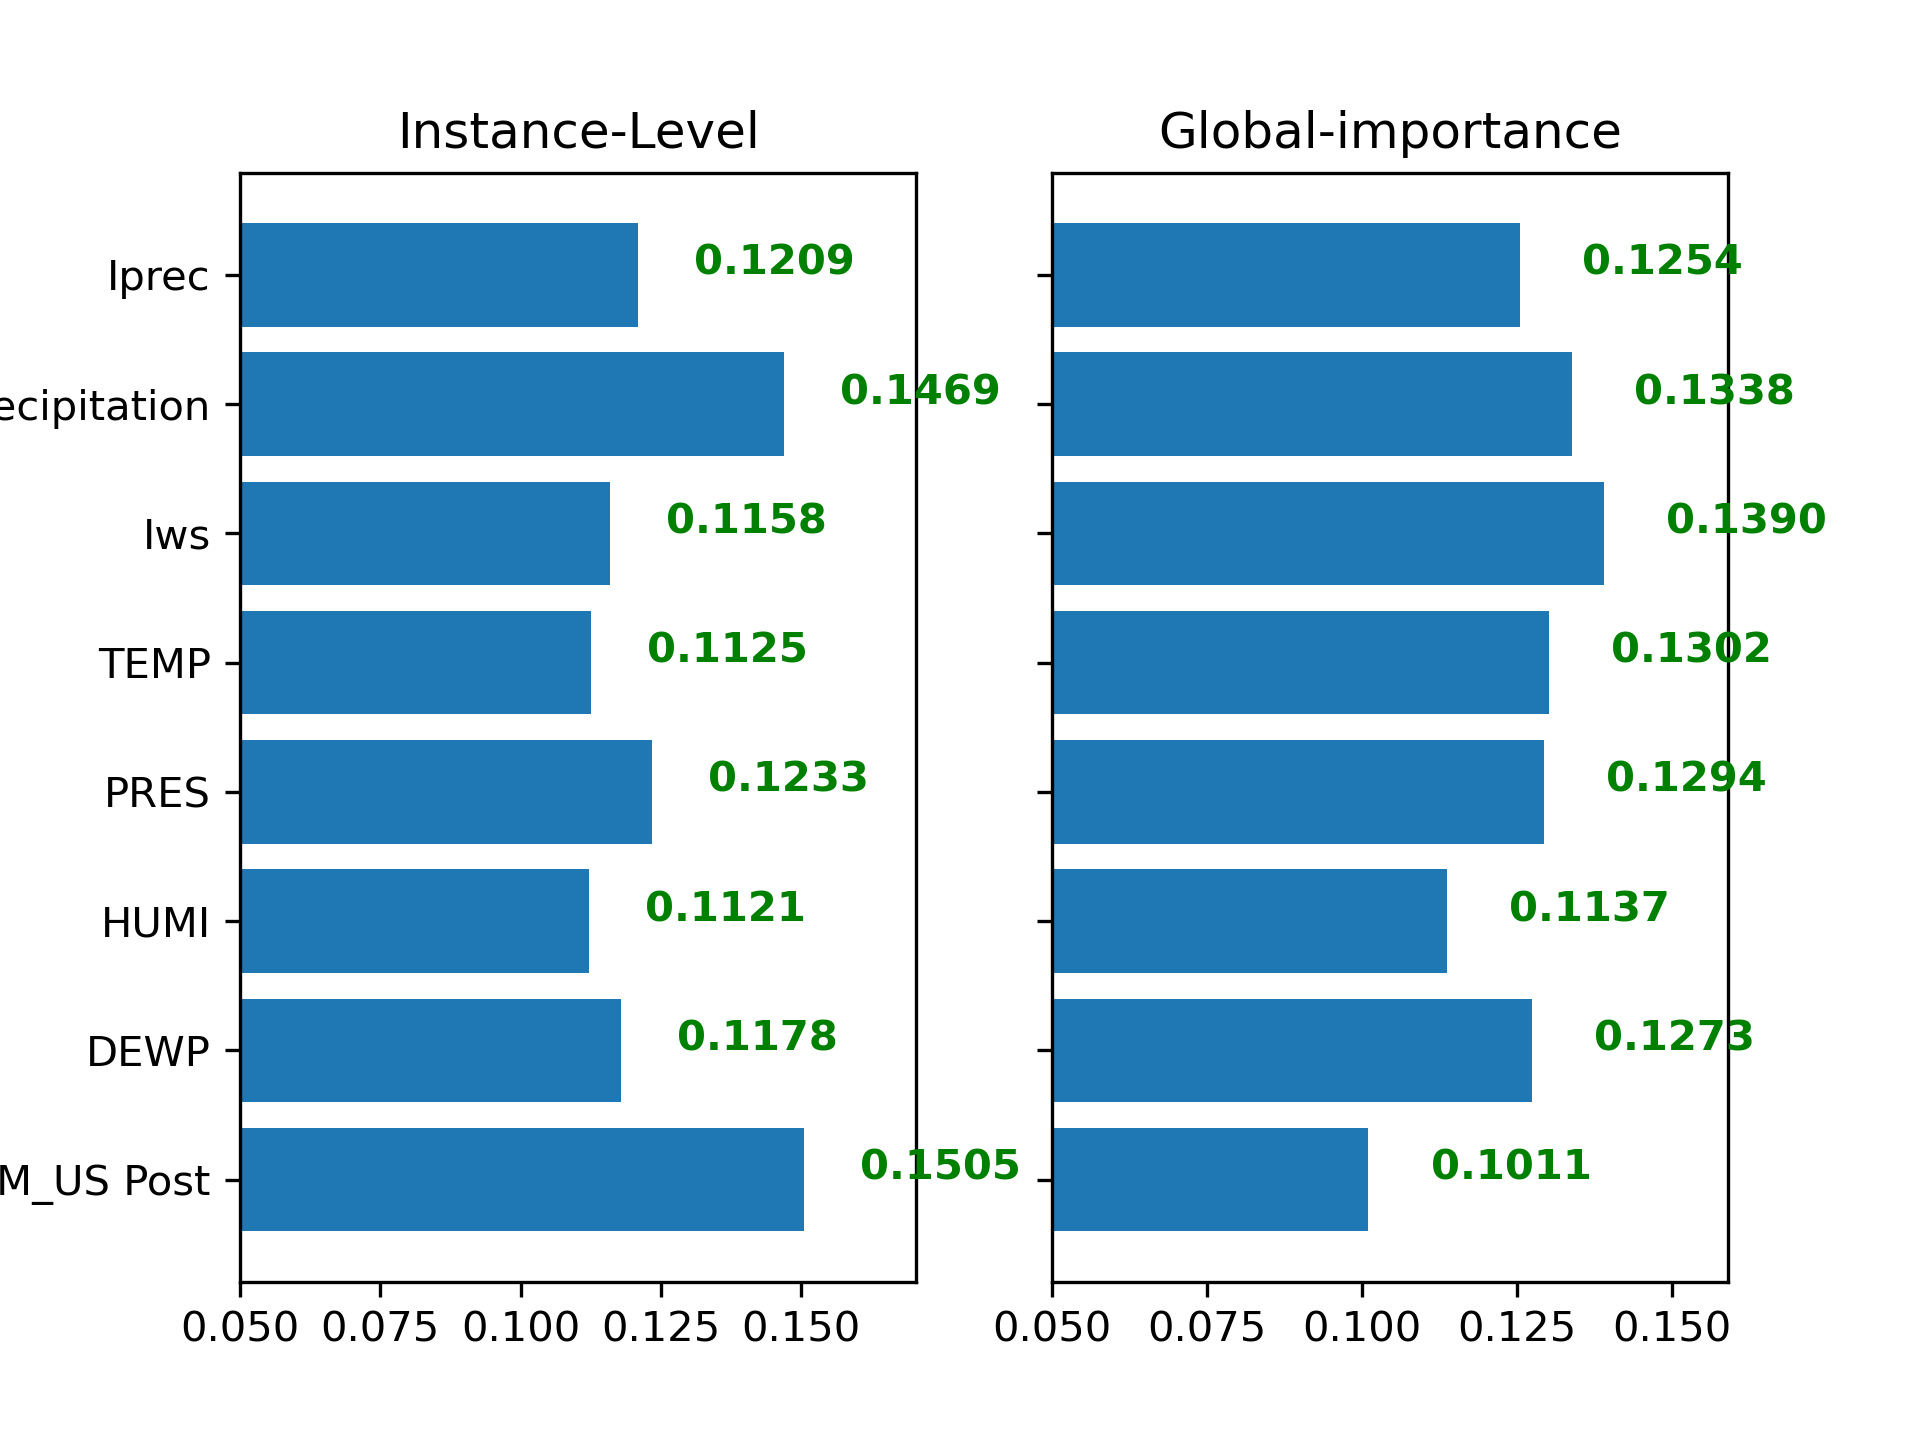 Instance-Level Global-importance
Iprec 0.1209 0.1254
ecipitation 0.1469 0.1338
Iws 0.1158 0.1390
TEMP 0.1125 0.1302
PRES 0.1233 0.1294
HUMI 0.1121 0.1137
DEWP 0.1178 0.1273
M_US Post 0.1505 0.1011
0.050 0.075 0.100 0.125 0.150 0.050 0.075 0.100 0.125 0.150